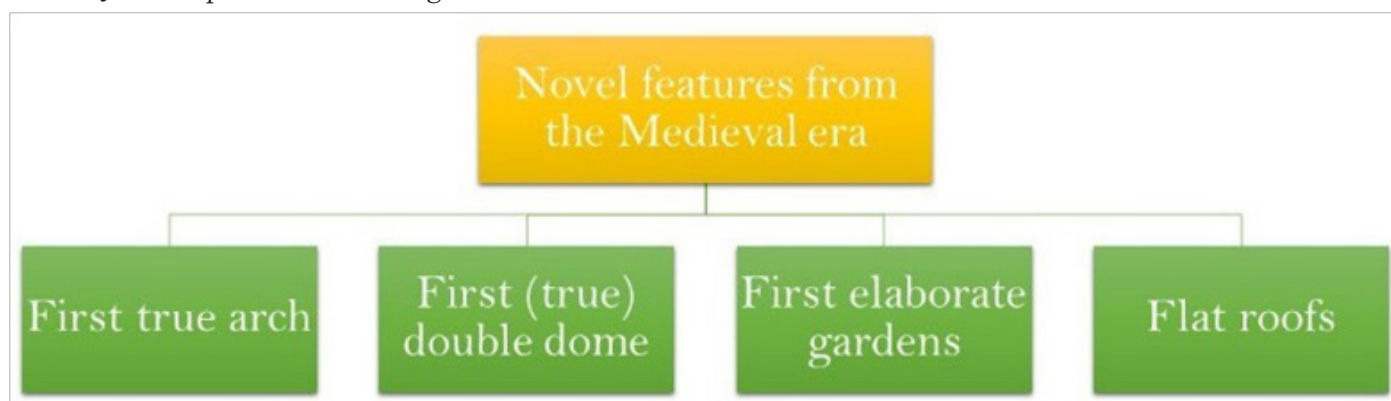 Novel features from
the Medieval era
First true arch
First (true)
double dome
First elaborate
gardens
Flat roofs